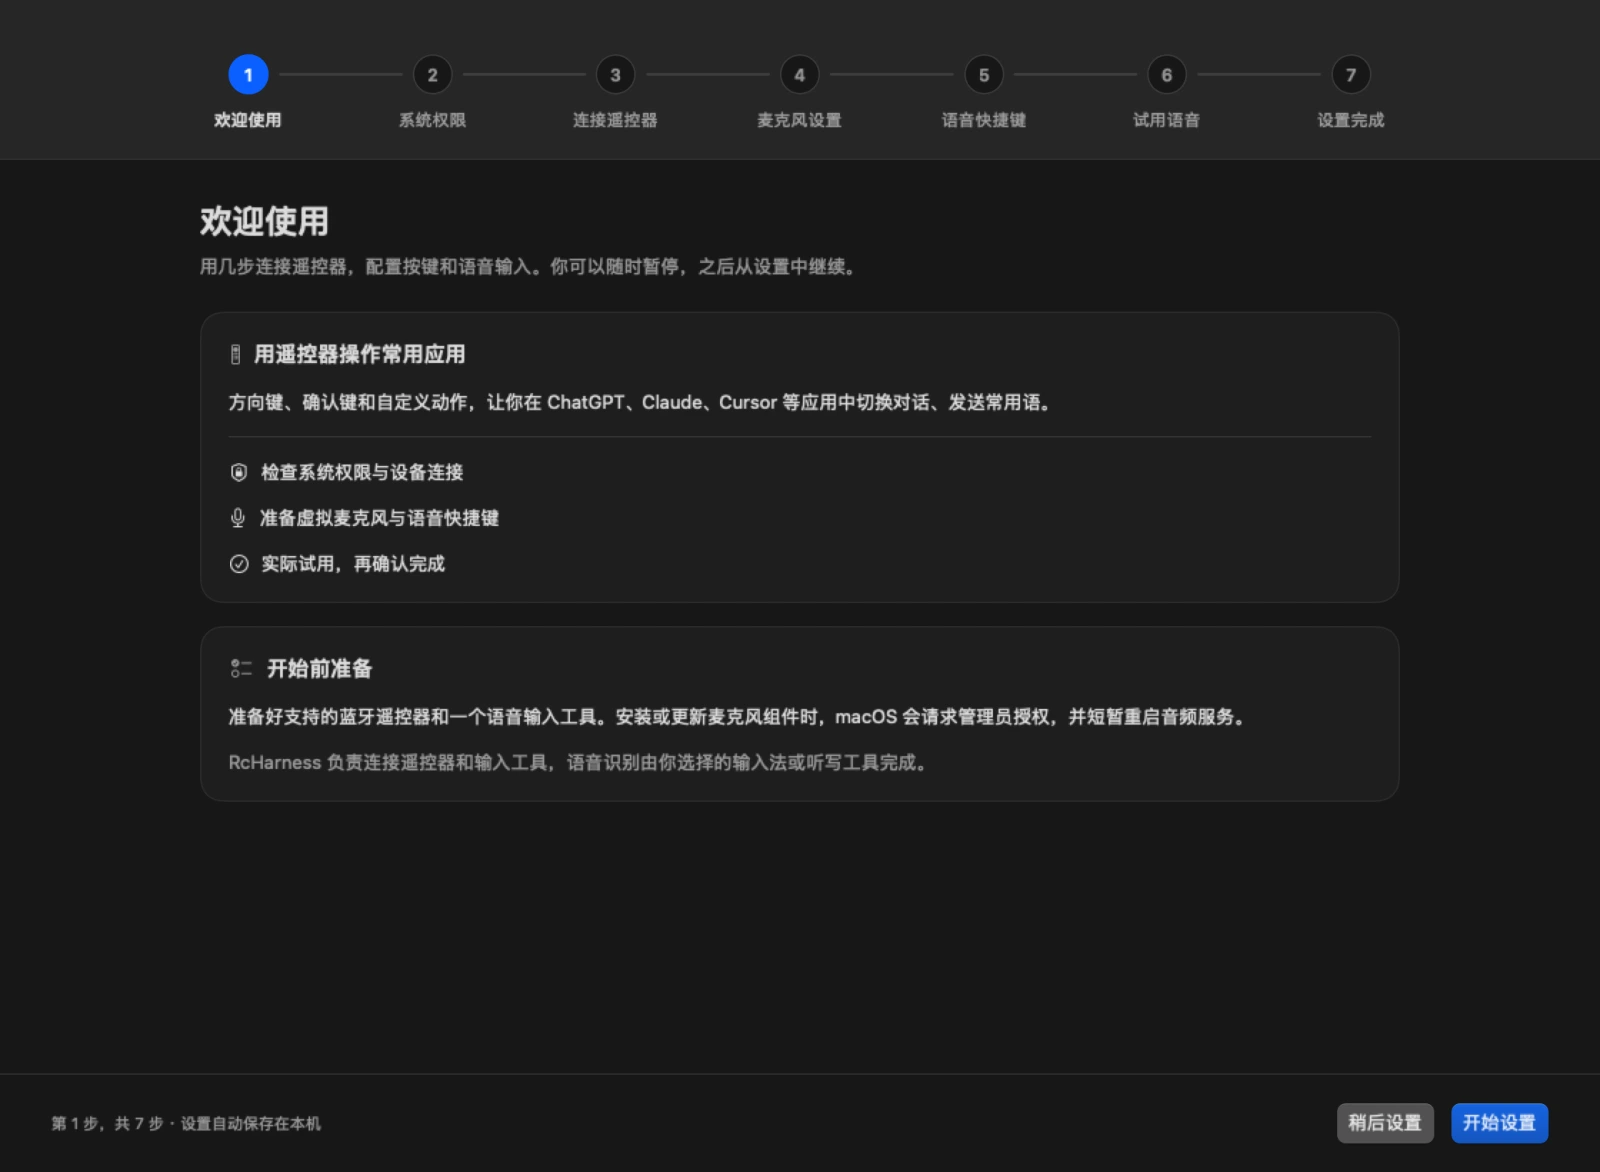 1
2
3
4
5
6
7
欢迎使用
系统权限
连接遥控器
麦克风设置
语音快捷键
试用语音
设置完成
欢迎使用
用几步连接遥控器，配置按键和语音输入。你可以随时暂停，之后从设置中继续。
用遥控器操作常用应用
方向键、确认键和自定义动作，让你在 ChatGPT、Claude、Cursor 等应用中切换对话、发送常用语。
检查系统权限与设备连接
准备虚拟麦克风与语音快捷键
实际试用，再确认完成
开始前准备
准备好支持的蓝牙遥控器和一个语音输入工具。安装或更新麦克风组件时，macOS 会请求管理员授权，并短暂重启音频服务。
RcHarness 负责连接遥控器和输入工具，语音识别由你选择的输入法或听写工具完成。
第 1 步，共 7 步 · 设置自动保存在本机
稍后设置
开始设置